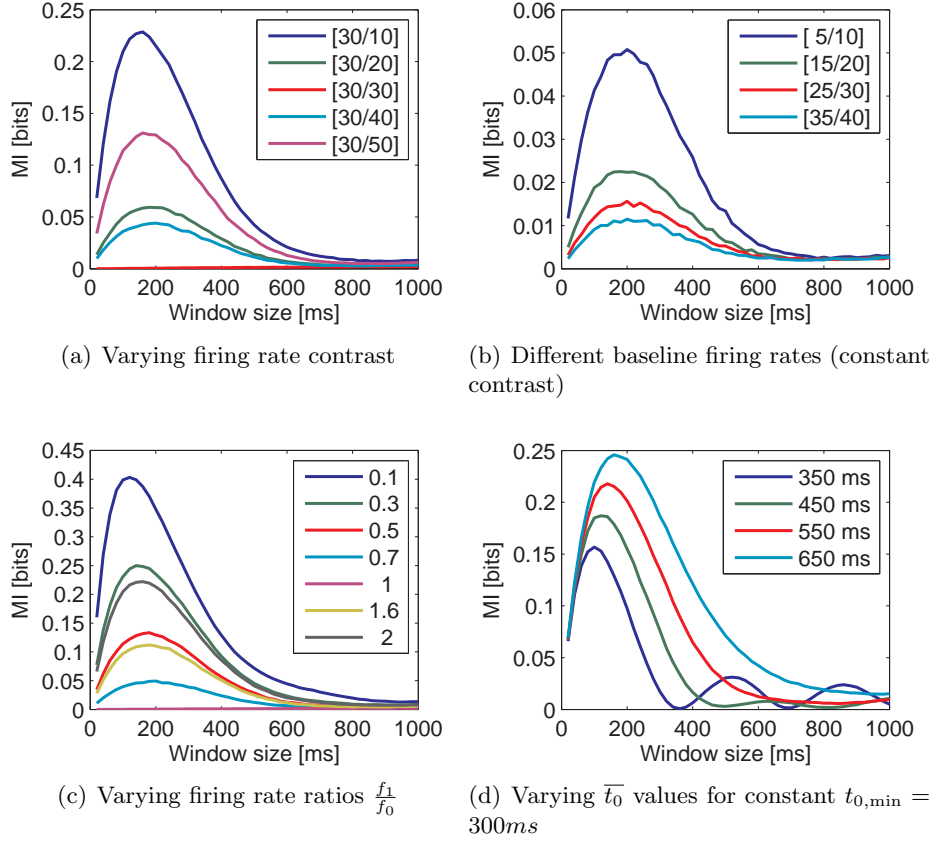 0.25
0.2
0.15
0.1
0.05
0
MI [bits]
0 200 400 600 800 1000
Window size [ms]
[30/10]
[30/20]
[30/30]
[30/40]
[30/50]
(a) Varying firing rate contrast
0.06
0.05
0.04
0.03
0.02
0.01
0
MI [bits]
0 200 400 600 800 1000
Window size [ms]
[ 5/10]
[15/20]
[25/30]
[35/40]
(b) Different baseline firing rates (constant
contrast)
0.45
0.4
0.35
0.3
0.25
0.2
0.15
0.1
0.05
0
MI [bits]
0 200 400 600 800 1000
Window size [ms]
0.1
0.3
0.5
0.7
1
1.6
2
(c) Varying firing rate ratios $\frac{f_1}{f_0}$
0.25
0.2
0.15
0.1
0.05
0
MI [bits]
0 200 400 600 800 1000
Window size [ms]
350 ms
450 ms
550 ms
650 ms
(d) Varying $\overline{t_0}$ values for constant $t_{0,\min}$ =
300ms